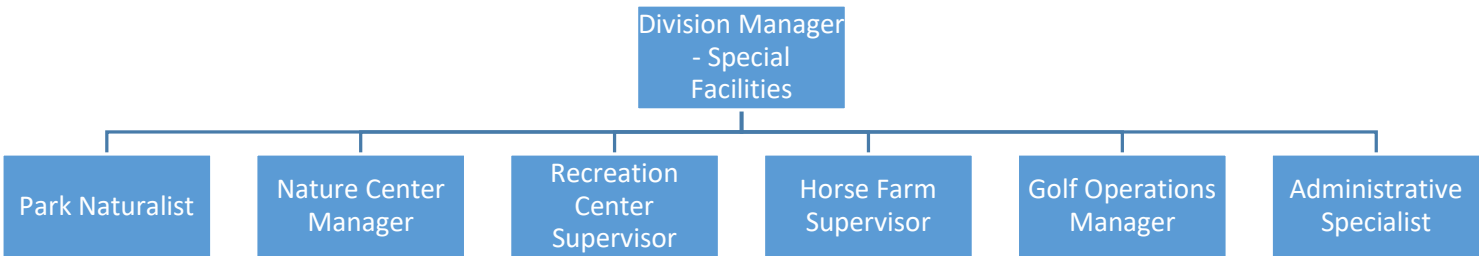 Division Manager
- Special
Facilities
Park Naturalist
Nature Center
Manager
Recreation
Center
Supervisor
Horse Farm
Supervisor
Golf Operations
Manager
Administrative
Specialist